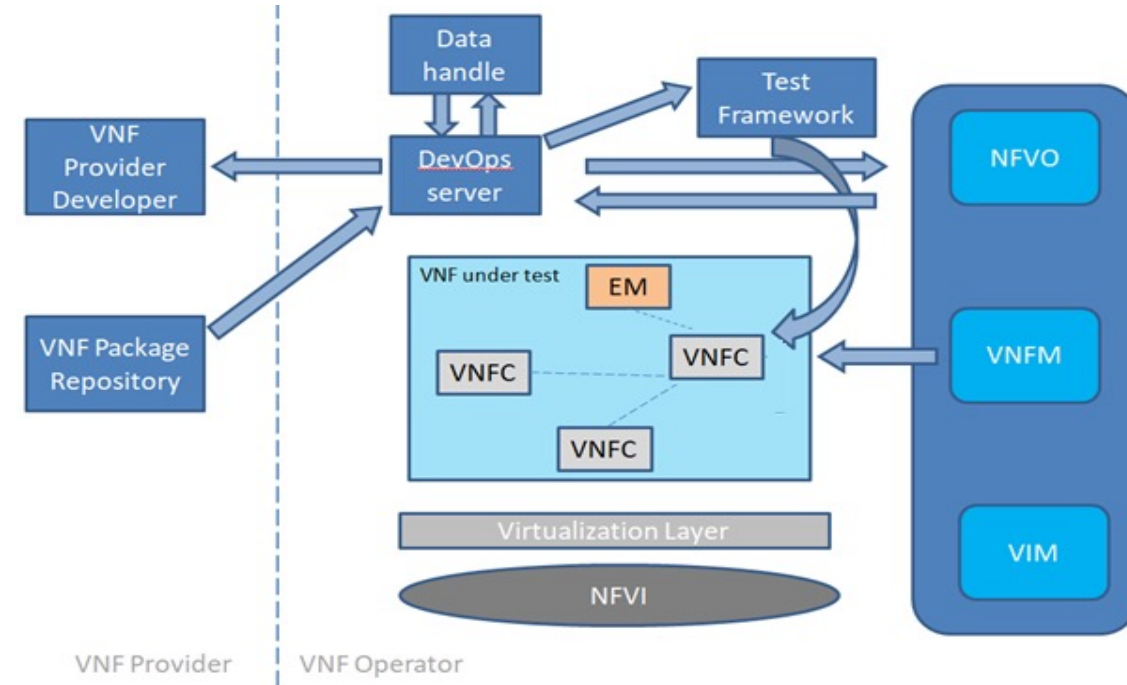 Data
handle
Test
Framework
VNF
Provider
Developer
DevOps
server
NFVO
VNF under test
EM
VNF Package
Repository
VNFC
VNFC
VNFM
VNFC
Virtualization Layer
VIM
NFVI
VNF Provider
VNF Operator